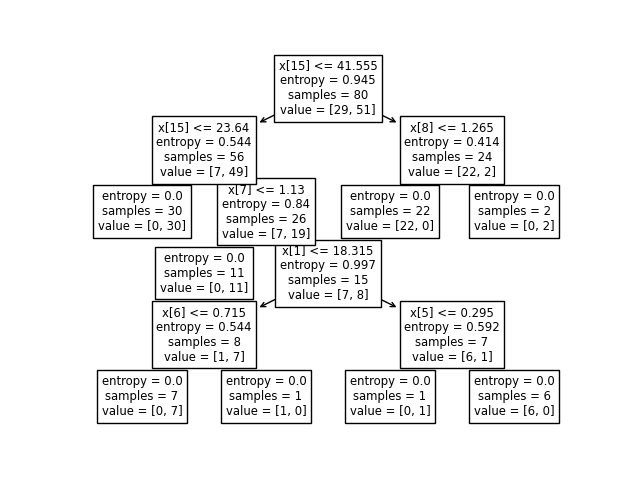 x[15] <= 41.555
entropy = 0.945
samples = 80
value = [29, 51]
x[15] <= 23.64
entropy = 0.544
samples = 56
value = [7, 49]
x[8] <= 1.265
entropy = 0.414
samples = 24
value = [22, 2]
entropy = 0.0
samples = 30
value = [0, 30]
x[7] <= 1.13
entropy = 0.84
samples = 26
value = [7, 19]
entropy = 0.0
samples = 22
value = [22, 0]
entropy = 0.0
samples = 2
value = [0, 2]
entropy = 0.0
samples = 11
value = [0, 11]
x[1] <= 18.315
entropy = 0.997
samples = 15
value = [7, 8]
x[6] <= 0.715
entropy = 0.544
samples = 8
value = [1, 7]
x[5] <= 0.295
entropy = 0.592
samples = 7
value = [6, 1]
entropy = 0.0
samples = 7
value = [0, 7]
entropy = 0.0
samples = 1
value = [1, 0]
entropy = 0.0
samples = 1
value = [0, 1]
entropy = 0.0
samples = 6
value = [6, 0]